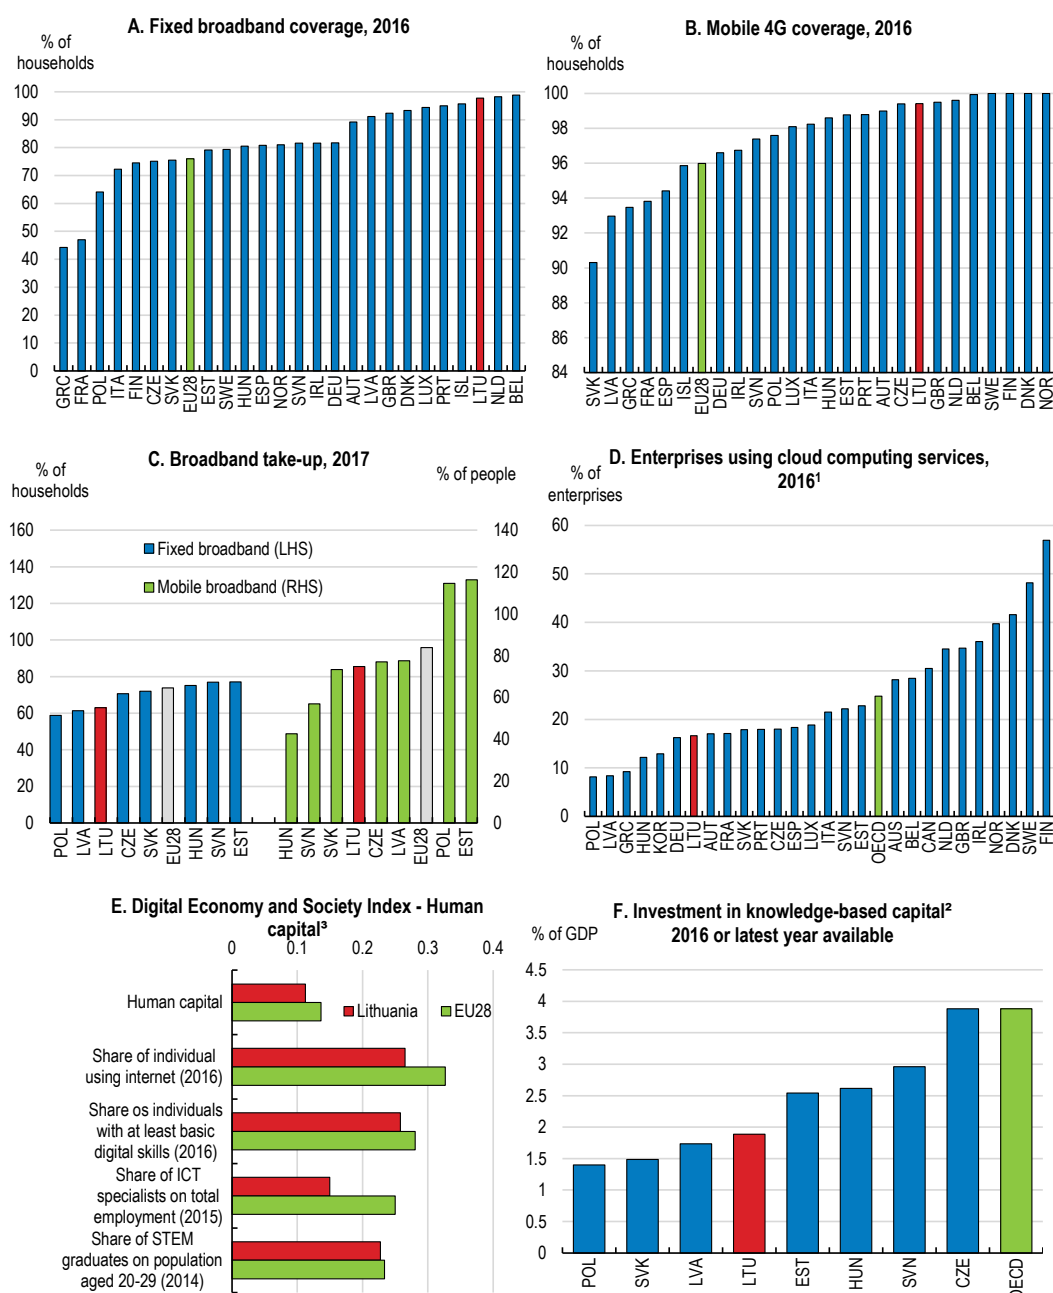 A. Fixed broadband coverage, 2016
% of
households
100
90
80
70
60
50
40
30
20
10
0
GRC
FRA
POL
ITA
FIN
CZE
SVK
EU28
EST
SWE
HUN
ESP
NOR
SVN
IRL
DEU
AUT
LVA
GBR
DNK
LUX
PRT
ISL
LTU
NLD
BEL
B. Mobile 4G coverage, 2016
% of
households
100
98
96
94
92
90
88
86
84
SVK
LVA
GRC
FRA
ESP
ISL
EU28
DEU
IRL
SVN
POL
LUX
ITA
HUN
EST
PRT
AUT
CZE
LTU
GBR
NLD
BEL
SWE
FIN
DNK
NOR
C. Broadband take-up, 2017
% of
households
% of people
160
140
120
100
80
60
40
20
0
140
120
100
80
60
40
20
0
Fixed broadband (LHS)
Mobile broadband (RHS)
POL
LVA
LTU
CZE
SVK
EU28
HUN
SVN
EST
HUN
SVN
SVK
LTU
CZE
LVA
EU28
POL
EST
D. Enterprises using cloud computing services,
2016¹
% of
enterprises
60
50
40
30
20
10
0
POL
LVA
GRC
HUN
KOR
DEU
LTU
AUT
FRA
SVK
PRT
CZE
ESP
LUX
ITA
SVN
EST
OECD
AUS
BEL
CAN
NLD
GBR
IRL
NOR
DNK
SWE
FIN
E. Digital Economy and Society Index - Human
capital³
0
0.1
0.2
0.3
0.4
Lithuania
EU28
Human capital
Share of individual
using internet (2016)
Share os individuals
with at least basic
digital skills (2016)
Share of ICT
specialists on total
employment (2015)
Share of STEM
graduates on population
aged 20-29 (2014)
F. Investment in knowledge-based capital²
2016 or latest year available
% of GDP
4.5
4
3.5
3
2.5
2
1.5
1
0.5
0
POL
SVK
LVA
LTU
EST
HUN
SVN
CZE
OECD